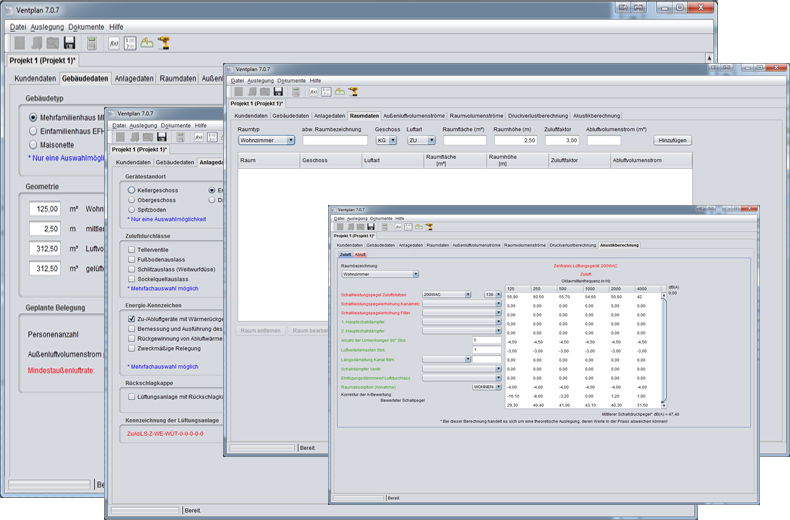 Ventplan 7.0.7
Datei Auslegung Dokumente Hilfe
Projekt 1 (Projekt 1)*
Kundendaten Gebäudedaten Anlagedaten Raumdaten
Gebäudetyp
Mehrfamilienhaus
Einfamilienhaus
Maisonette
* Nur eine Auswahlmögli
Geometrie
125,00 m² Wohn
2,50 m mittler
312,50 m³ Luftvo
312,50 m³ gelüft
Geplante Belegung
Personenanzahl
Außenluftvolumenstrom
Mindestaußenluftrate:
Ventplan 7.0.7
Datei Auslegung Dokumente Hilfe
Projekt 1 (Projekt 1)*
Kundendaten Gebäudedaten Anlaged
Gerätestandort
Kellergeschoss
Obergeschoss
Spitzboden
* Nur eine Auswahlmöglichkeit
Zuluftdurchlässe
Tellerventile
Fußbodenauslass
Schlitzauslass (Weitwurfdüse)
Sockelquellauslass
* Mehrfachauswahl möglich
Energie-Kennzeichen
Zu-/Abluftgeräte mit Wärmerückge
Bemessung und Ausführung des
Rückgewinnung von Abluftwärme
Zweckmäßige Regelung
* Mehrfachauswahl möglich
Rückschlagkappe
Lüftungsanlage mit Rückschlagk
Kennzeichnung der Lüftungsanlage
ZuAbLS-Z-WE-WÜT-0-0-0-0-0
Bereit.
Ventplan 7.0.7
Datei Auslegung Dokumente Hilfe
Projekt 1 (Projekt 1)*
Kundendaten Gebäudedaten Anlagedaten Raumdaten Außenluftvolumenströme Raumvolumenströme Druckverlustberechnung Akustikberechnung
Raumtyp abw. Raumbezeichnung Geschoss Luftart Raumfläche (m²) Raumhöhe (m) Zuluftfaktor Abluftvolumenstrom (m³)
Wohnzimmer KG ZU 2,50 3,00 Hinzufügen
Raum Geschoss Luftart Raumfläche [m²] Raumhöhe [m] Zuluftfaktor Abluftvolumenstrom
Raum entfernen Raum bearbe
Bereit.
Ventplan 7.0.7
Datei Auslegung Dokumente Hilfe
Projekt 1 (Projekt 1)*
Kundendaten Gebäudedaten Anlagedaten Raumdaten Außenluftvolumenströme Raumvolumenströme Druckverlustberechnung Akustikberechnung
Zuluft Abluft
Raumbezeichnung
Wohnzimmer
Zentrales Lüftungsgerät 200WAC
Zuluft
Oktavmittenfrequenz in Hz
125 250 500 1000 2000 4000 dB(A)
Schallleistungspegel Zuluftstutzen 200WAC 58,90 60,50 55,70 54,60 50,60 42 0,00
Schallleistungspegelerhöhung Kanalnetz 0,00 0,00 0,00 0,00 0,00 0,00
Schallleistungspegelerhöhung Filter 0,00 0,00 0,00 0,00 0,00 0,00
1. Hauptschalldämpfer 0,00 0,00 0,00 0,00 0,00 0,00
2. Hauptschalldämpfer 0,00 0,00 0,00 0,00 0,00 0,00
Anzahl der Umlenkungen 90° Stck. -4,50 -4,50 -4,50 -4,50 -4,50 -4,50
Luftverteilerkasten Stck. 1 -3,00 -3,00 -3,00 -3,00 -3,00 -3,00
Längsdämpfung Kanal lfdm. 0,00 0,00 0,00 0,00 0,00 0,00
Schalldämpfer Ventil 0,00 0,00 0,00 0,00 0,00 0,00
Einfügungsdämmwert Luftdurchlass 0,00 0,00 0,00 0,00 0,00 0,00
Raumabsorption (Annahme) WOHNEN -4,00 -4,00 -4,00 -4,00 -4,00 -4,00
Korrektur der A-Bewertung -16,10 -8,60 -3,20 0,00 1,20 1,00
Bewerteter Schallpegel 29,30 40,40 41,00 43,10 40,30 31,50
Mittlerer Schalldruckpegel* dB(A) = 47,40
* Bei dieser Berechnung handelt es sich um eine theoretische Auslegung, deren Werte in der Praxis abweichen können!
Bereit.